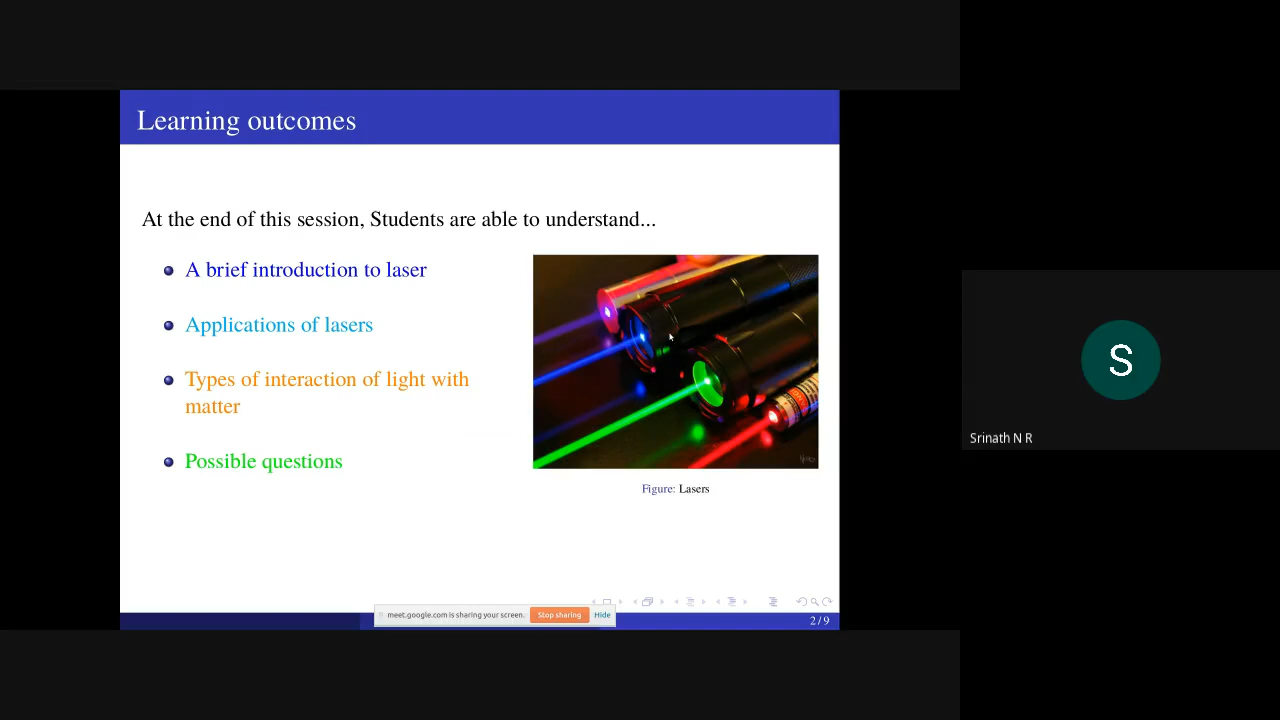 Learning outcomes
At the end of this session, Students are able to understand...
A brief introduction to laser
Applications of lasers
Types of interaction of light with
matter
Possible questions
Figure: Lasers
meet.google.com is sharing your screen.
Stop sharing
Hide
2 / 9
S
Srinath N R